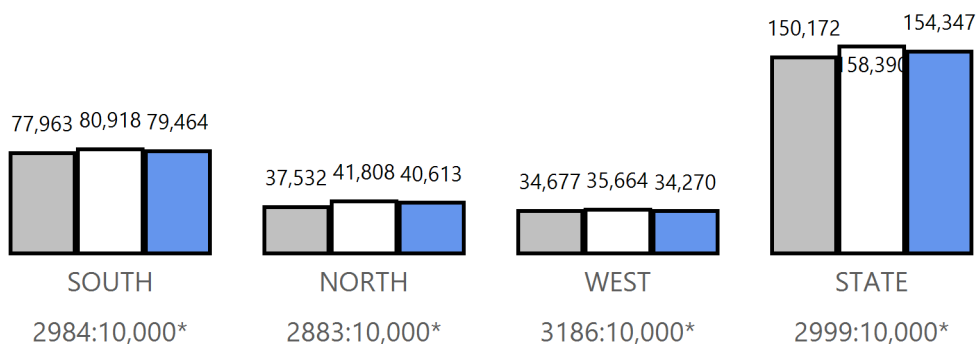 77,963 80,918 79,464
37,532 41,808 40,613
34,677 35,664 34,270
150,172 158,390 154,347
SOUTH NORTH WEST STATE
2984:10,000* 2883:10,000* 3186:10,000* 2999:10,000*